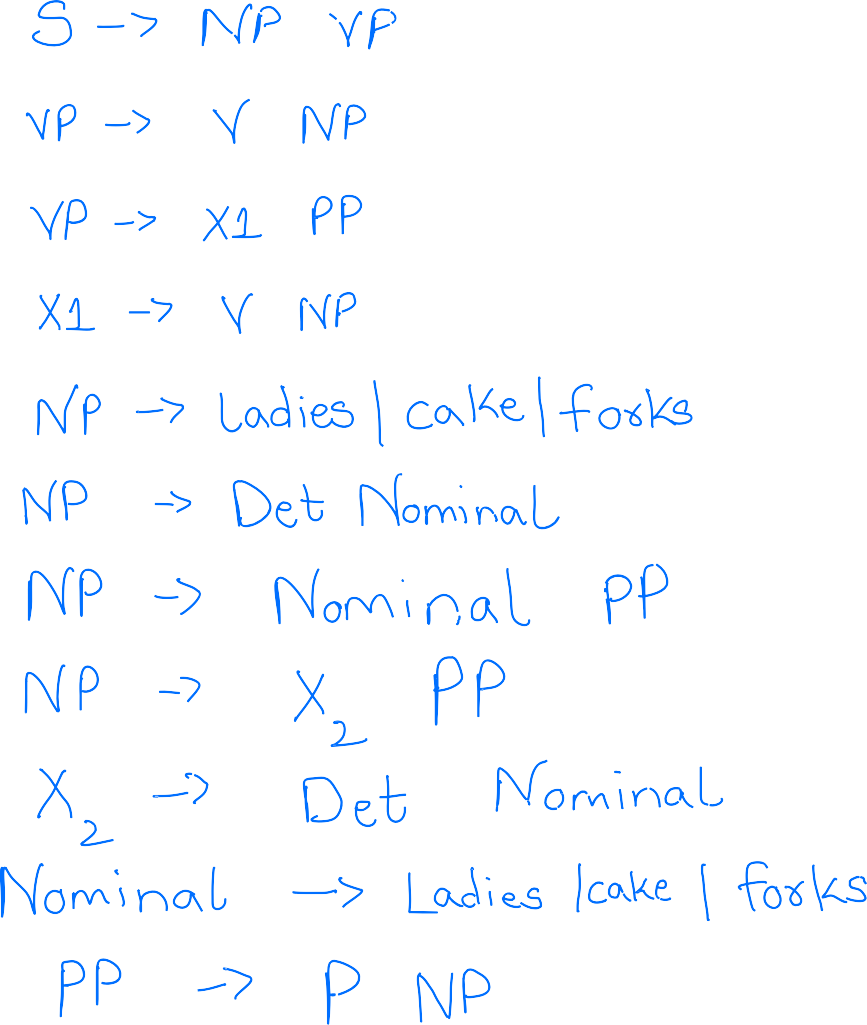 S -> NP VP
VP -> V NP
VP -> X1 PP
X1 -> V NP
NP -> Ladies | cake | forks
NP -> Det Nominal
NP -> Nominal PP
NP -> X₂ PP
X₂ -> Det Nominal
Nominal -> Ladies | cake | forks
PP -> P NP